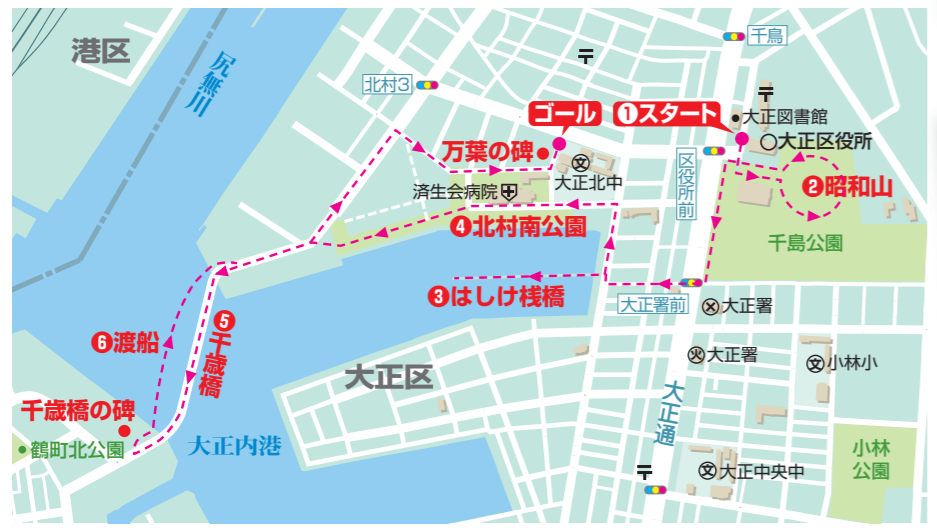 港区
尻無川
千鳥
北村3
ゴール
❶スタート
大正図書館
大正区役所
万葉の碑
文
大正北中
区役所前
済生会病院
❷昭和山
❹北村南公園
千島公園
❸はしけ桟橋
大正署前
大正署
❺千歳橋
❻渡船
大正区
火
大正署
文
小林小
千歳橋の碑
鶴町北公園
大正内港
大正通
小林
公園
文
大正中央中